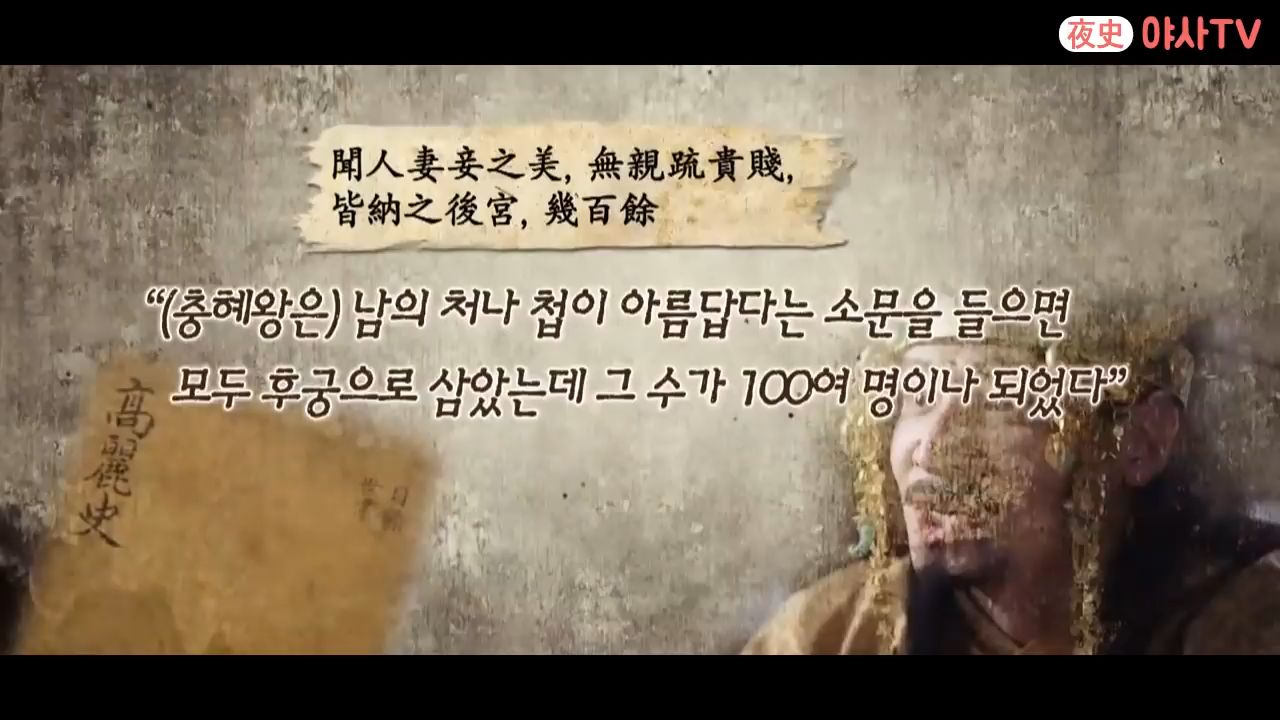 夜史 야사TV
聞人妻妾之美, 無親疏貴賤,
皆納之後宮, 幾百餘
“(충혜왕은) 남의 처나 첩이 아름답다는 소문을 들으면
모두 후궁으로 삼았는데 그 수가 100여 명이나 되었다”
高麗史